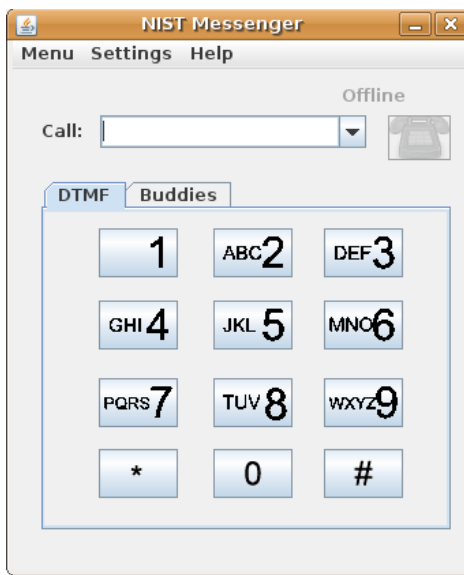 NIST Messenger
Menu Settings Help
Offline
Call:
DTMF Buddies
1 ABC2 DEF3
GHI4 JKL5 MNO6
PQRS7 TUV8 WXYZ9
* 0 #